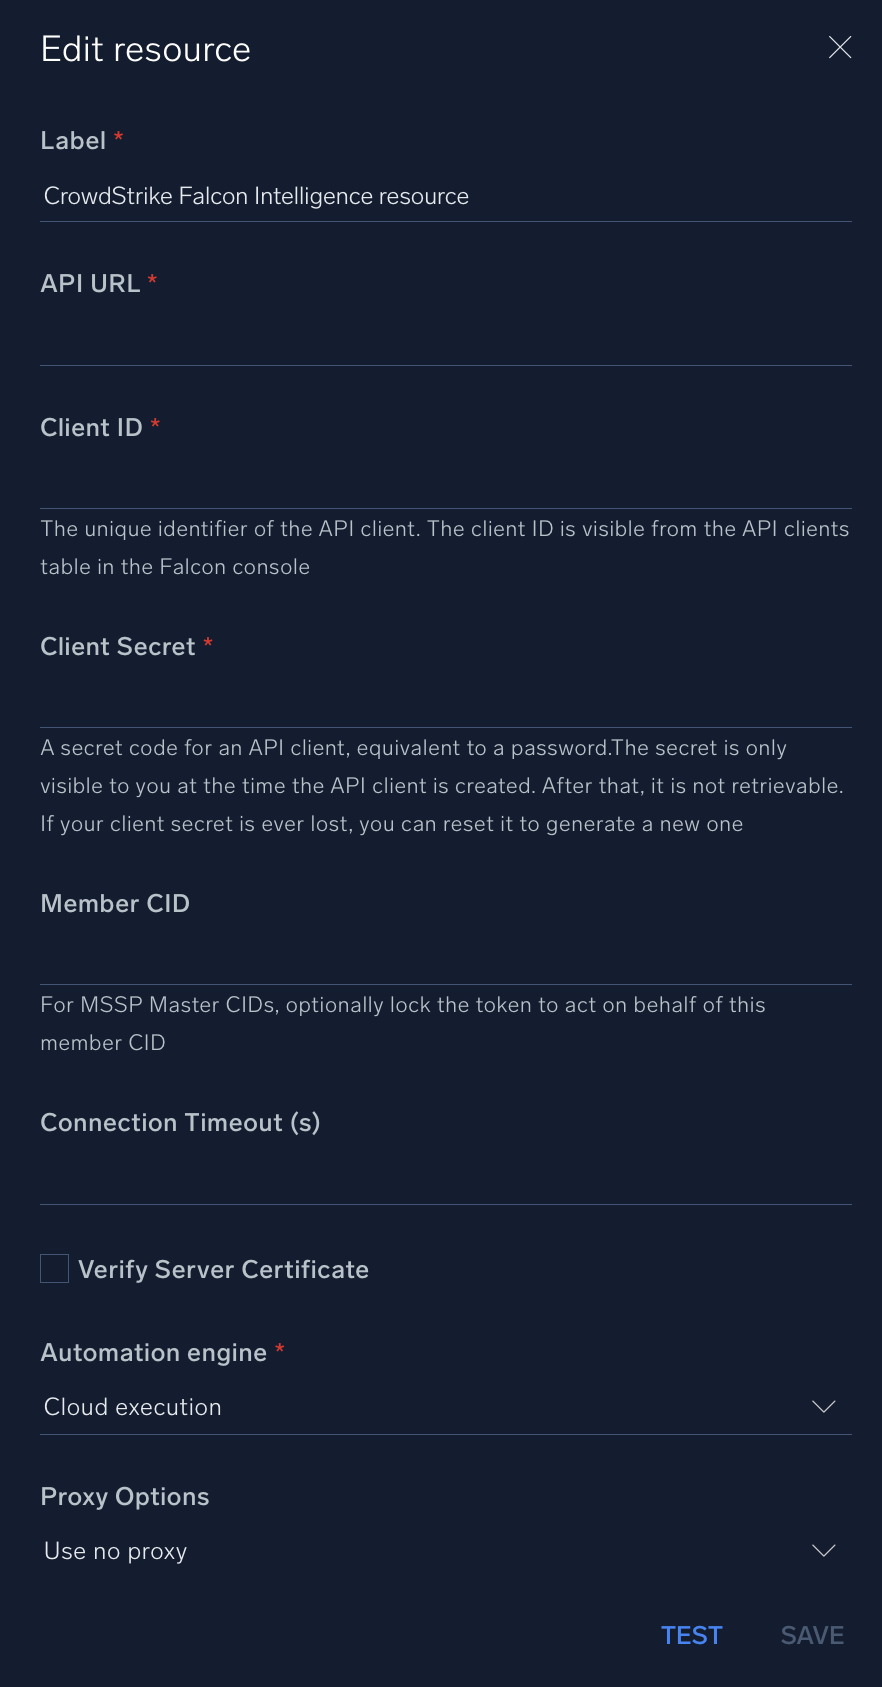 Edit resource
Label *
CrowdStrike Falcon Intelligence resource
API URL *
Client ID *
The unique identifier of the API client. The client ID is visible from the API clients
table in the Falcon console
Client Secret *
A secret code for an API client, equivalent to a password.The secret is only
visible to you at the time the API client is created. After that, it is not retrievable.
If your client secret is ever lost, you can reset it to generate a new one
Member CID
For MSSP Master CIDs, optionally lock the token to act on behalf of this
member CID
Connection Timeout (s)
Verify Server Certificate
Automation engine *
Cloud execution
Proxy Options
Use no proxy
TEST SAVE